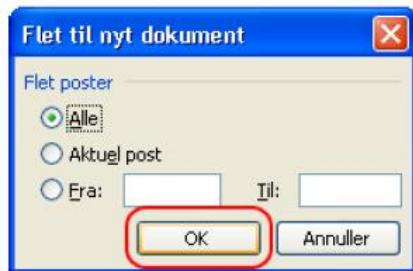 Flet til nyt dokument
Flet poster
Alle
Aktuel post
Fra: Til:
OK Annuller